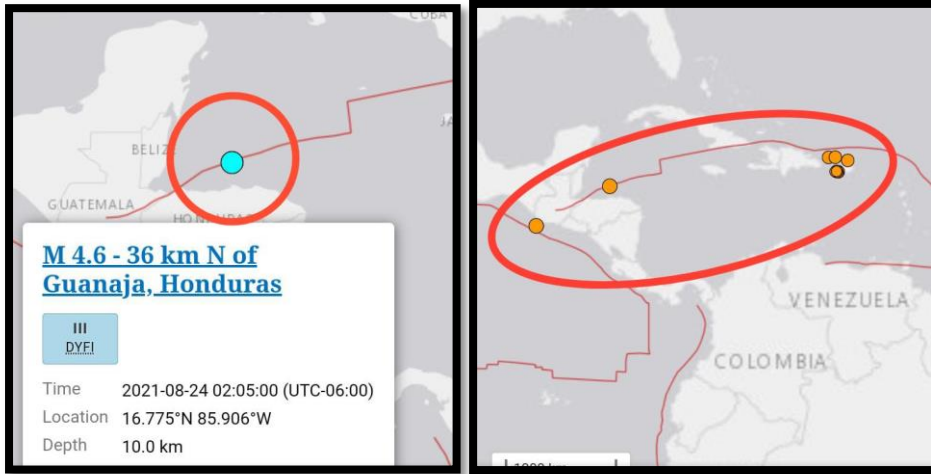 CUBA
BELIZE
GUATEMALA
HONDURAS
M 4.6 - 36 km N of
Guanaja, Honduras
III
DYFI
Time 2021-08-24 02:05:00 (UTC-06:00)
Location 16.775°N 85.906°W
Depth 10.0 km
VENEZUELA
COLOMBIA